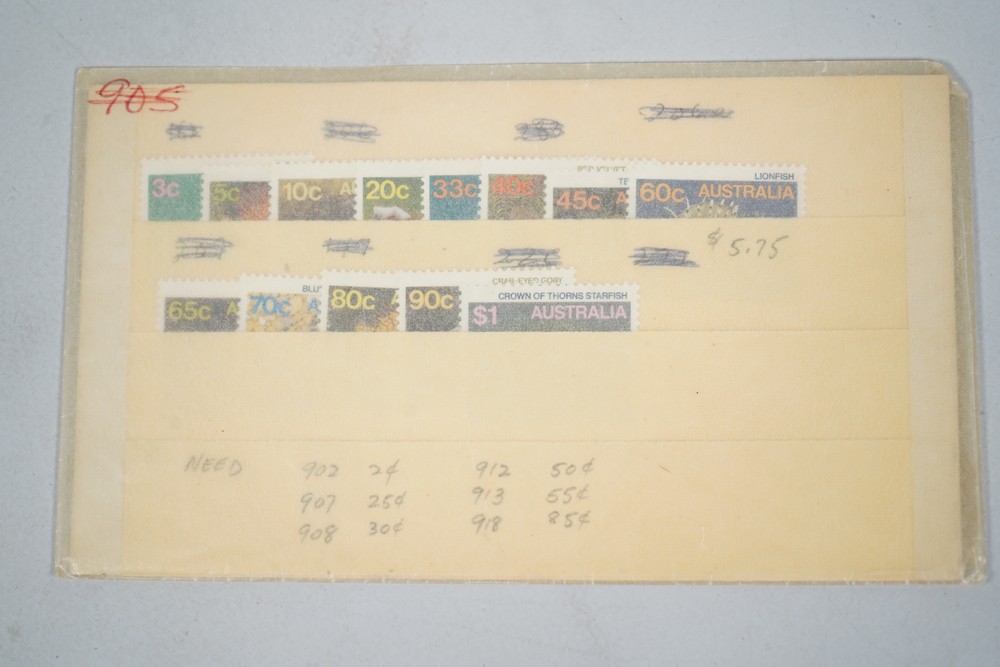 905
3c 5c 10c A 20c 33c 40c 45c A 60c AUSTRALIA
TE
LIONFISH
$5.75
65c A 70c A 80c A 90c $1 AUSTRALIA
BLU
CRAB-EYED GOBY
CROWN OF THORNS STARFISH
NEED 902 2¢ 912 50¢
907 25¢ 913 55¢
908 30¢ 918 85¢